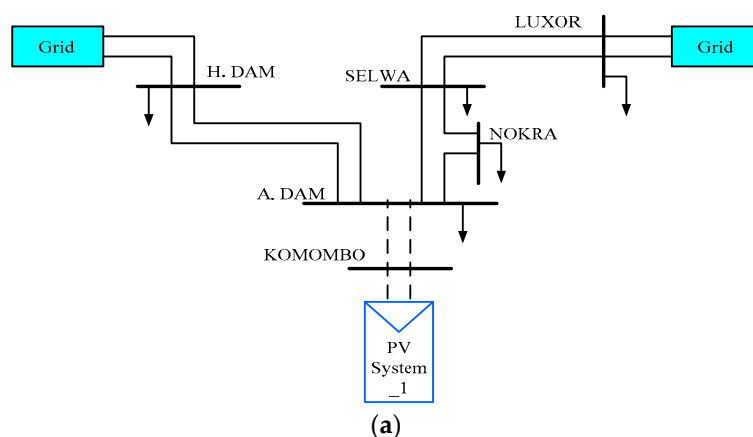 LUXOR
Grid
Grid
H. DAM
SELWA
NOKRA
A. DAM
KOMOMBO
PV
System
_1
(a)